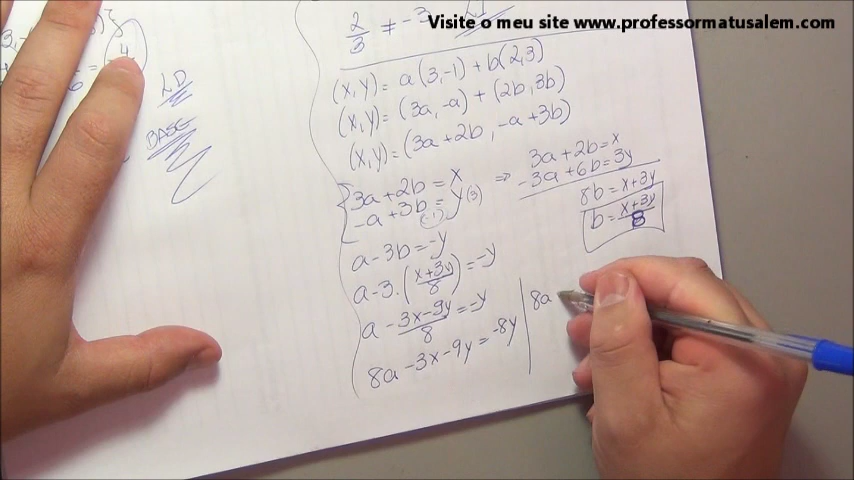 Visite o meu site www.professormatusalem.com
4
LD
BASE
2/3 ≠ -3 LI
(x,y) = a(3,-1) + b(2,3)
(x,y) = (3a,-a) + (2b,3b)
(x,y) = (3a+2b, -a+3b)
3a+2b = x
-a+3b = y (3)
(-1)
⇒ 3a+2b = x
-3a+6b = 3y
8b = x+3y
b = x+3y/8
a-3b = -y
a-3.(x+3y/8) = -y
a - 3x-9y/8 = -y
8a-3x-9y = -8y
8a